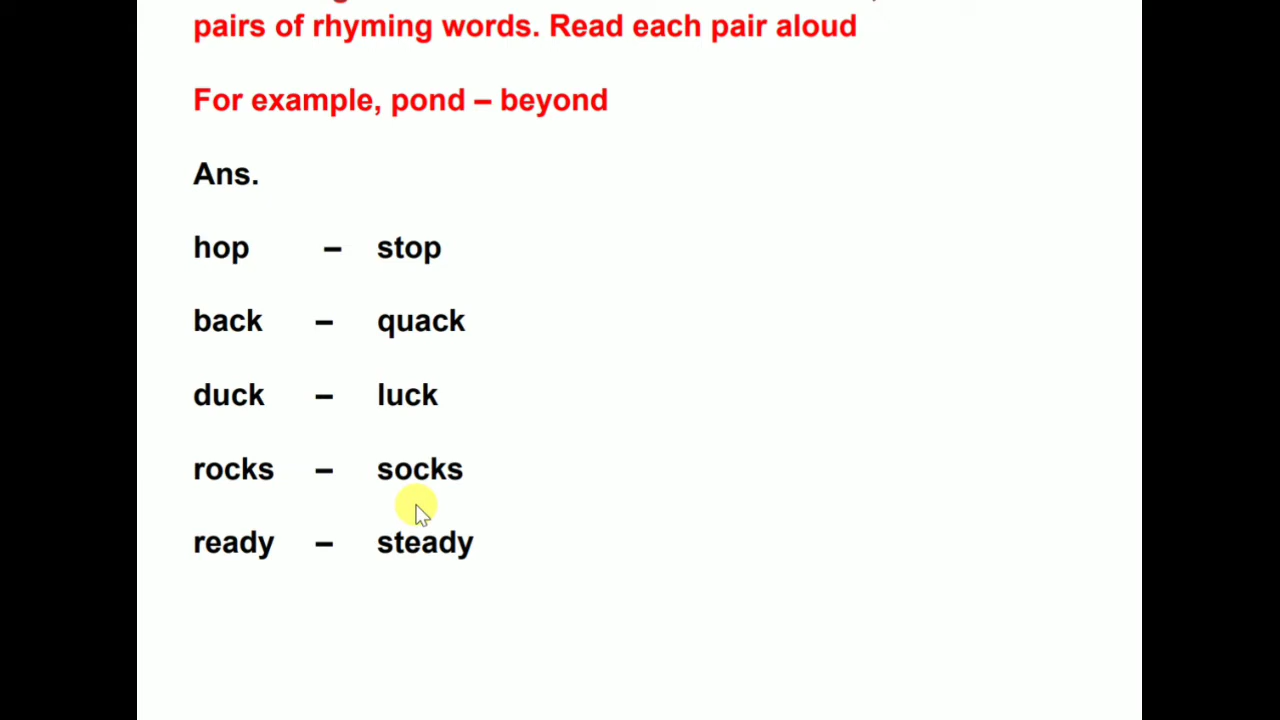 pairs of rhyming words. Read each pair aloud
For example, pond – beyond
Ans.
hop – stop
back – quack
duck – luck
rocks – socks
ready – steady